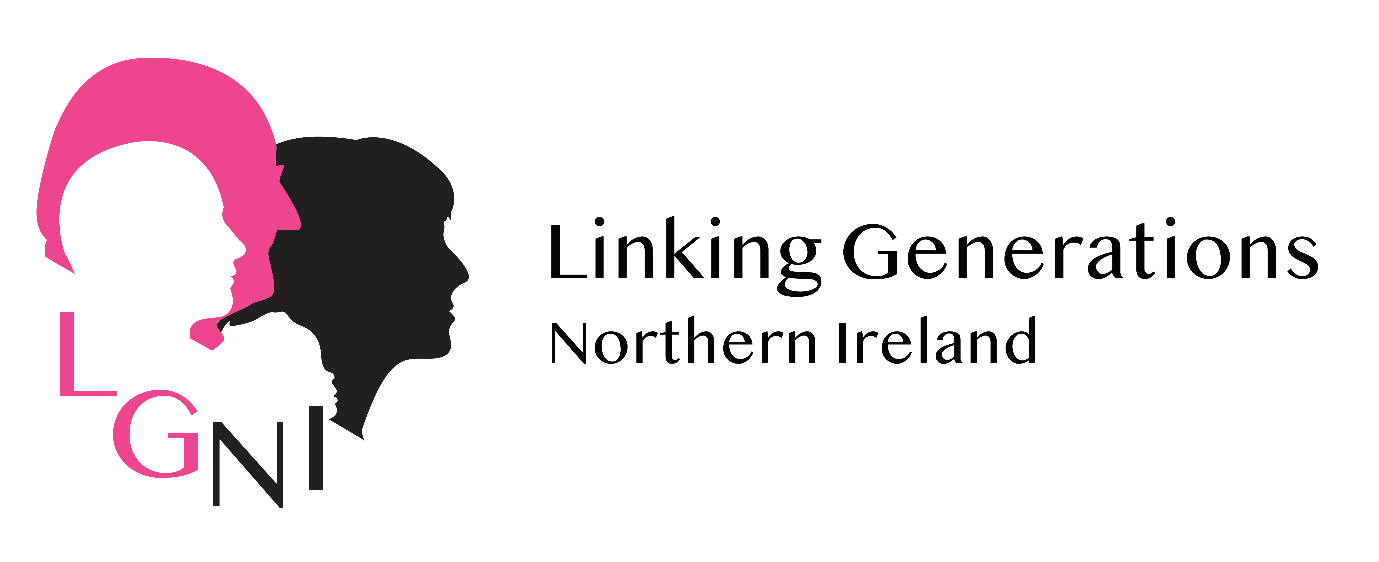 LGNI
Linking Generations
Northern Ireland